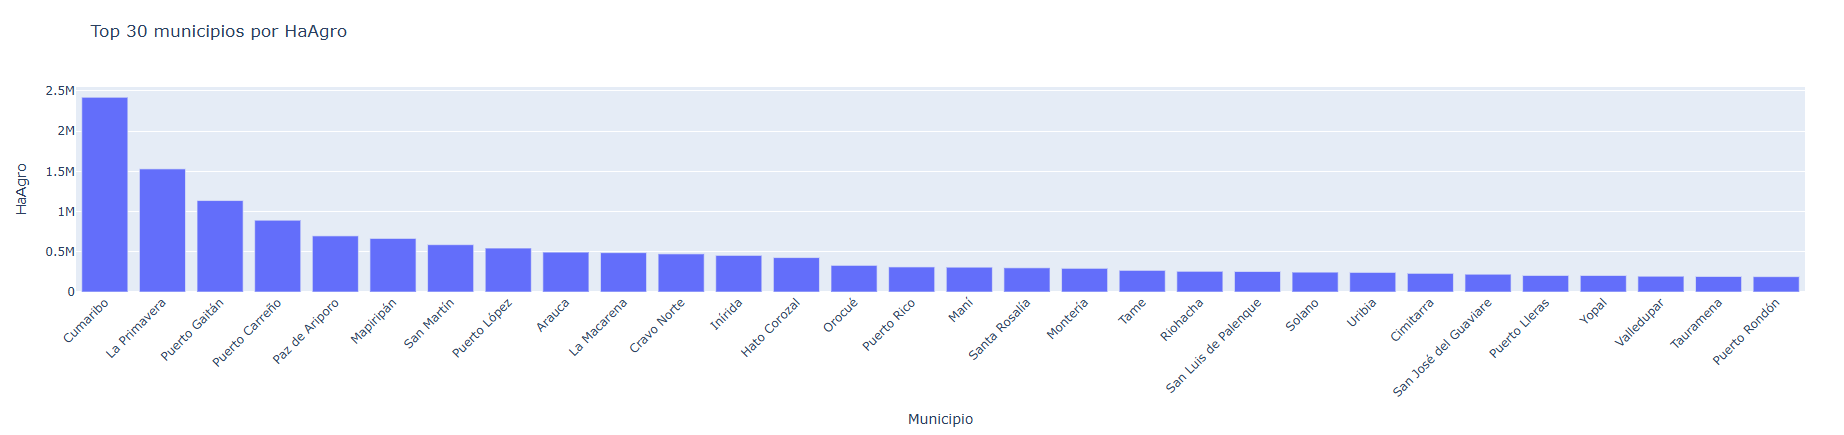 Top 30 municipios por HaAgro
HaAgro
2.5M
2M
1.5M
1M
0.5M
0
Cumaribo
La Primavera
Puerto Gaitán
Puerto Carreño
Paz de Ariporo
Mapiripán
San Martín
Puerto López
Arauca
La Macarena
Cravo Norte
Inírida
Hato Corozal
Orocué
Puerto Rico
Maní
Santa Rosalía
Montería
Tame
Riohacha
San Luis de Palenque
Solano
Uribia
Cimitarra
San José del Guaviare
Puerto Lleras
Yopal
Valledupar
Tauramena
Puerto Rondón
Municipio